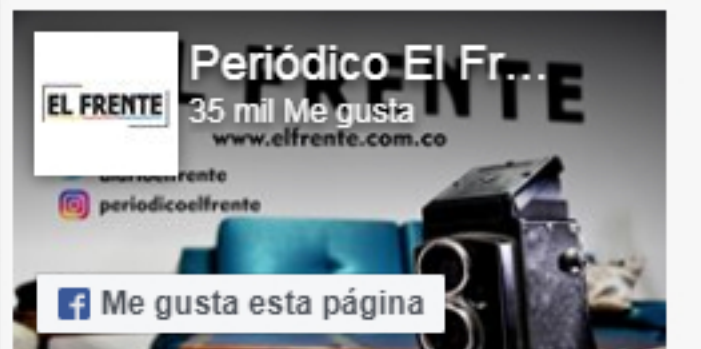 EL FRENTE
Periódico El Fr...
35 mil Me gusta
www.elfrente.com.co
periodicoelfrente
Me gusta esta página